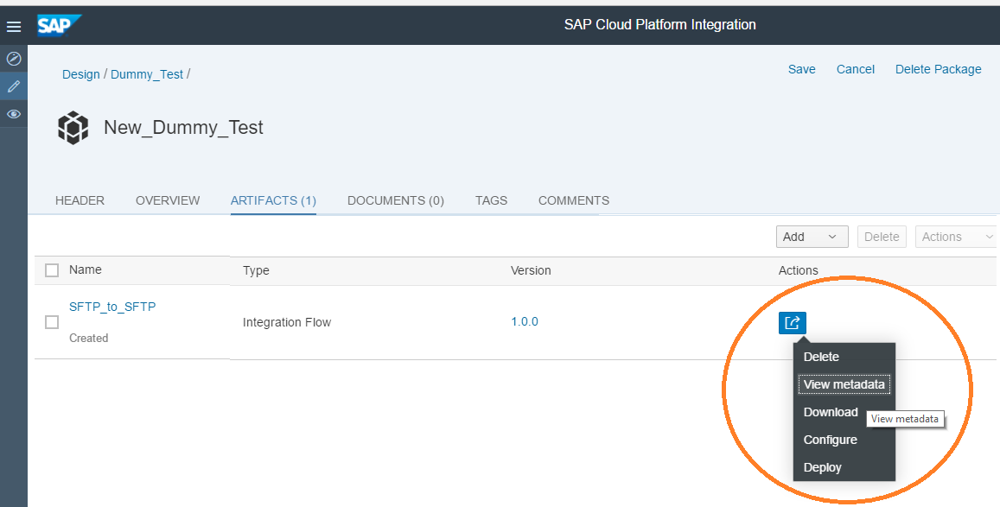 SAP
SAP Cloud Platform Integration
Design / Dummy_Test /
Save Cancel Delete Package
New_Dummy_Test
HEADER OVERVIEW ARTIFACTS (1) DOCUMENTS (0) TAGS COMMENTS
Add Delete Actions
Name Type Version Actions
SFTP_to_SFTP
Integration Flow 1.0.0
Created
Delete
View metadata
Download
View metadata
Configure
Deploy